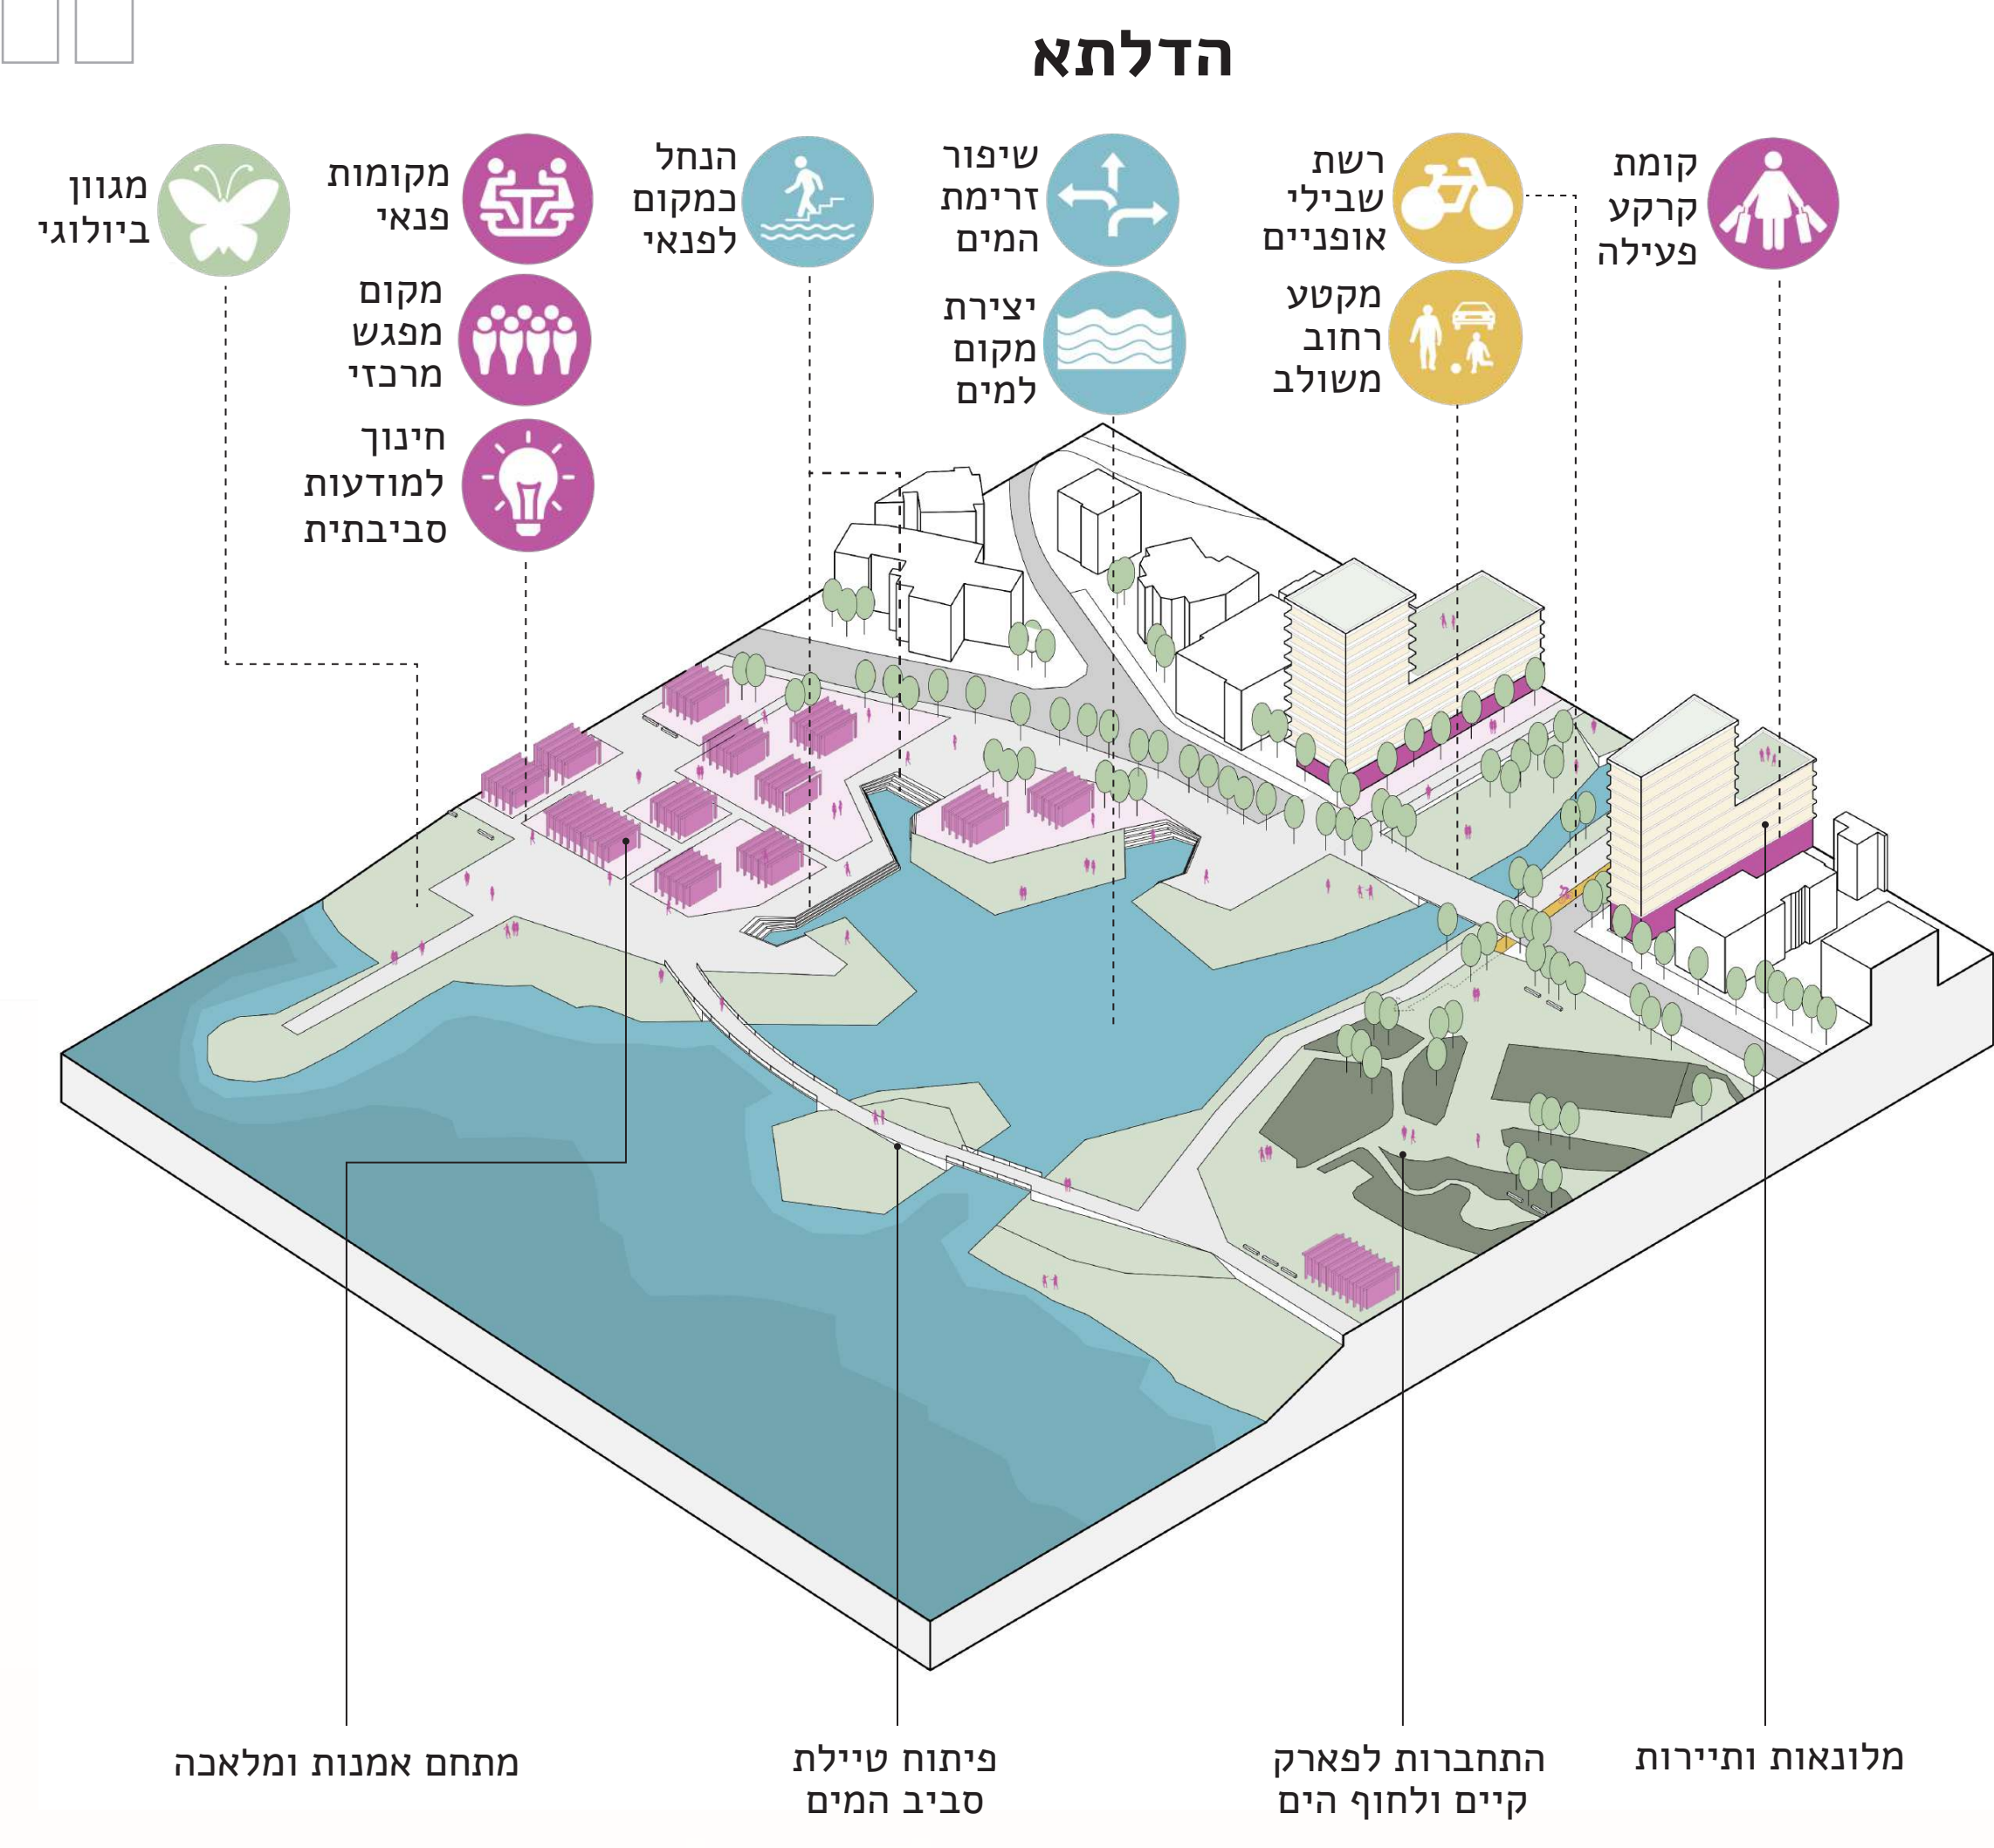 הדלתא
קומת
קרקע
פעילה
רשת
שבילי
אופניים
מקטע
רחוב
משולב
שיפור
זרימת
המים
יצירת
מקום
למים
הנחל
כמקום
לפנאי
מקומות
פנאי
מקום
מפגש
מרכזי
חינוך
למודעות
סביבתית
מגוון
ביולוגי
מלונאות ותיירות
התחברות לפארק
קיים ולחוף הים
פיתוח טיילת
סביב המים
מתחם אמנות ומלאכה